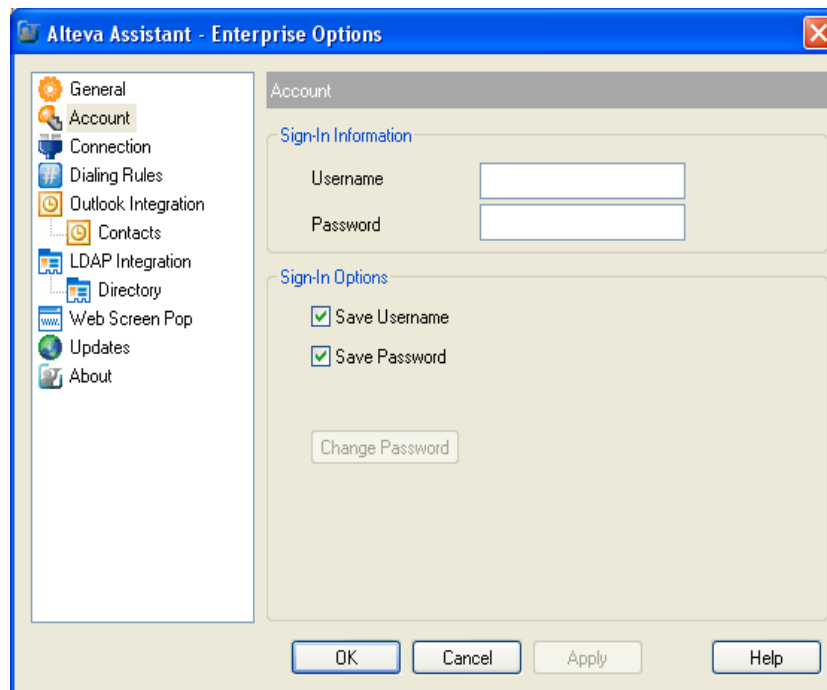 Alteva Assistant - Enterprise Options
General
Account
Connection
Dialing Rules
Outlook Integration
Contacts
LDAP Integration
Directory
Web Screen Pop
Updates
About
Account
Sign-In Information
Username
Password
Sign-In Options
Save Username
Save Password
Change Password
OK
Cancel
Apply
Help